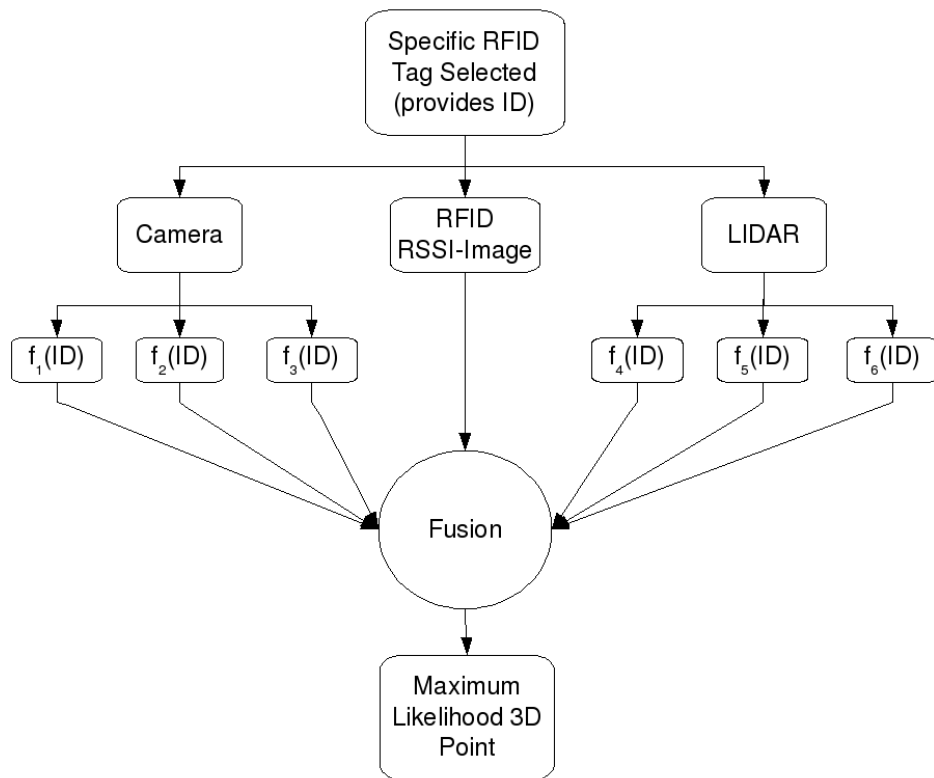 Specific RFID
Tag Selected
(provides ID)
Camera
RFID
RSSI-Image
LIDAR
f₁(ID)
f₂(ID)
f₃(ID)
f₄(ID)
f₅(ID)
f₆(ID)
Fusion
Maximum
Likelihood 3D
Point